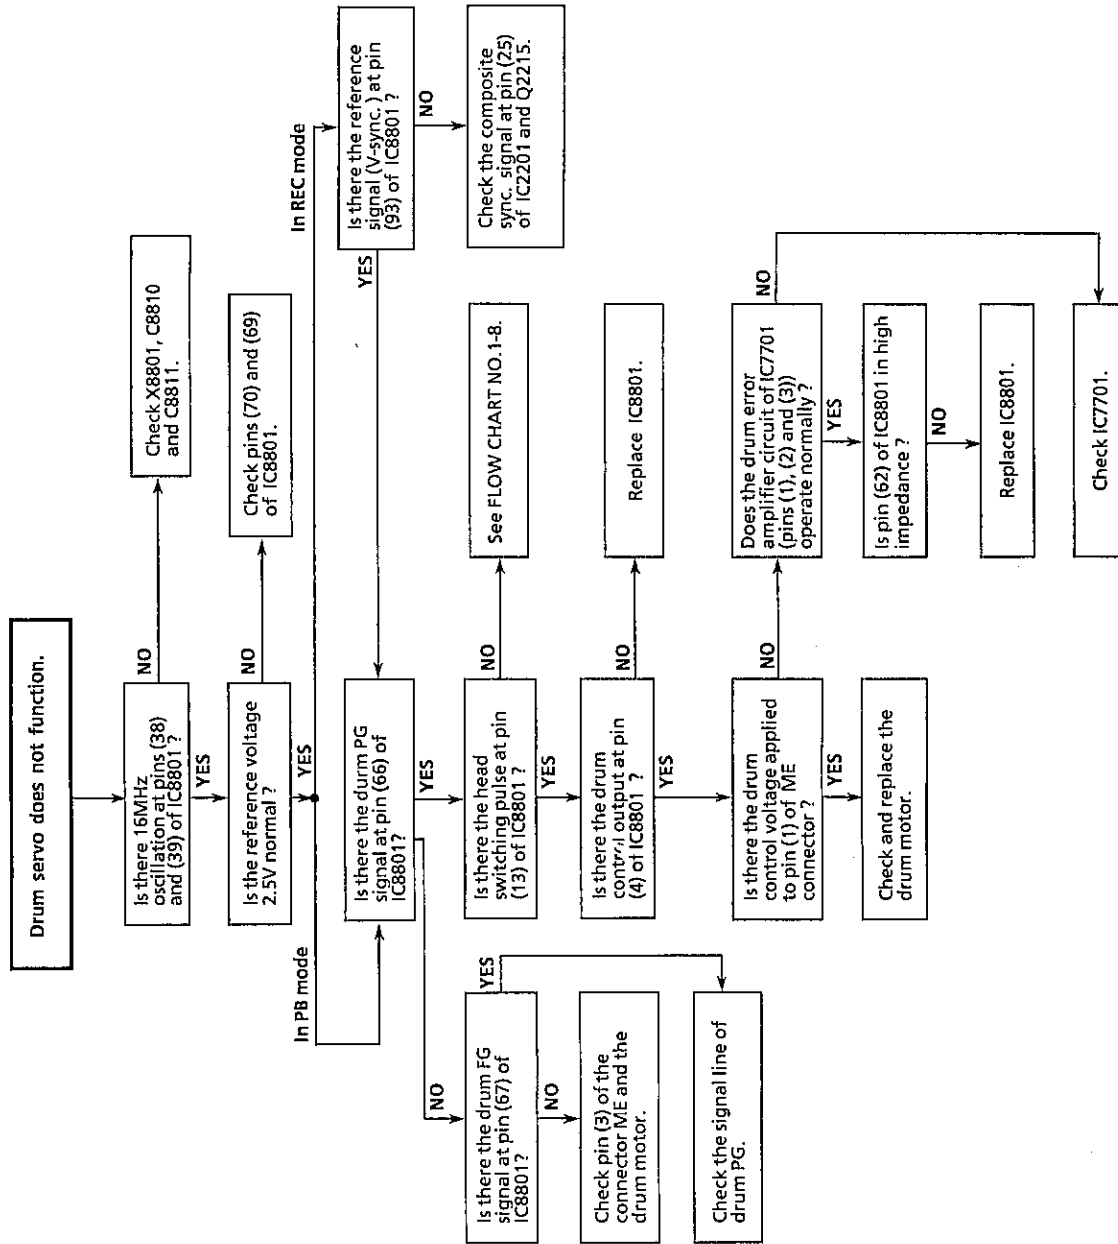 Drum servo does not function.
Is there 16MHz
oscillation at pins (38)
and (39) of IC8801 ?
NO
Check X8801, C8810
and C8811.
YES
Is the reference voltage
2.5V normal ?
NO
Check pins (70) and (69)
of IC8801.
YES
In PB mode
In REC mode
Is there the reference
signal (V-sync.) at pin
(93) of IC8801 ?
YES
NO
Check the composite
sync. signal at pin (25)
of IC2201 and Q2215.
Is there the durm PG
signal at pin (66) of
IC8801?
NO
YES
Is there the drum FG
signal at pin (67) of
IC8801?
YES
NO
Check pin (3) of the
connector ME and the
drum motor.
Check the signal line of
drum PG.
Is there the head
switching pulse at pin
(13) of IC8801 ?
NO
See FLOW CHART NO.1-8.
YES
Is there the drum
control output at pin
(4) of IC8801 ?
NO
Replace IC8801.
YES
Is there the drum
control voltage applied
to pin (1) of ME
connector ?
NO
YES
Check and replace the
drum motor.
Does the drum error
amplifier circuit of IC7701
(pins (1), (2) and (3))
operate normally ?
NO
YES
Is pin (62) of IC8801 in high
impedance ?
NO
Replace IC8801.
Check IC7701.